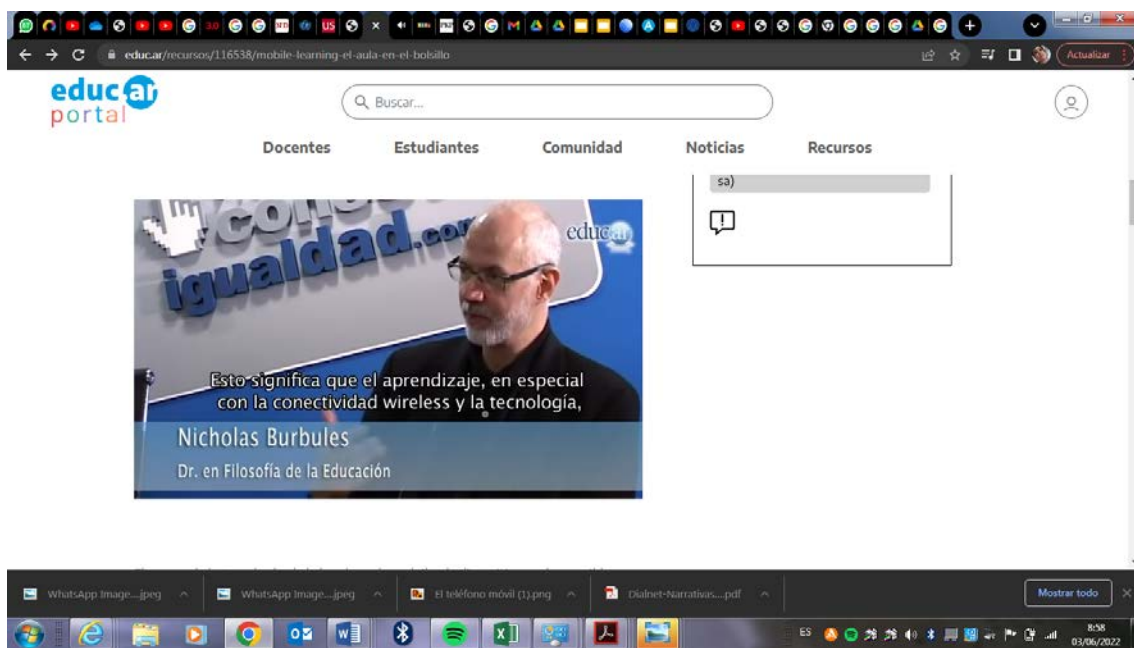 educ.ar/recursos/116538/mobile-learning-el-aula-en-el-bolsillo
Actualizar
educ ar
portal
Buscar...
Docentes Estudiantes Comunidad Noticias Recursos
sa)
igualdad.com
educ.ar
Esto significa que el aprendizaje, en especial
con la conectividad wireless y la tecnología,
Nicholas Burbules
Dr. en Filosofía de la Educación
WhatsApp Image....jpeg WhatsApp Image....jpeg El teléfono móvil (1).png Dialnet-Narrativas....pdf Mostrar todo
ES 8:58
03/06/2022